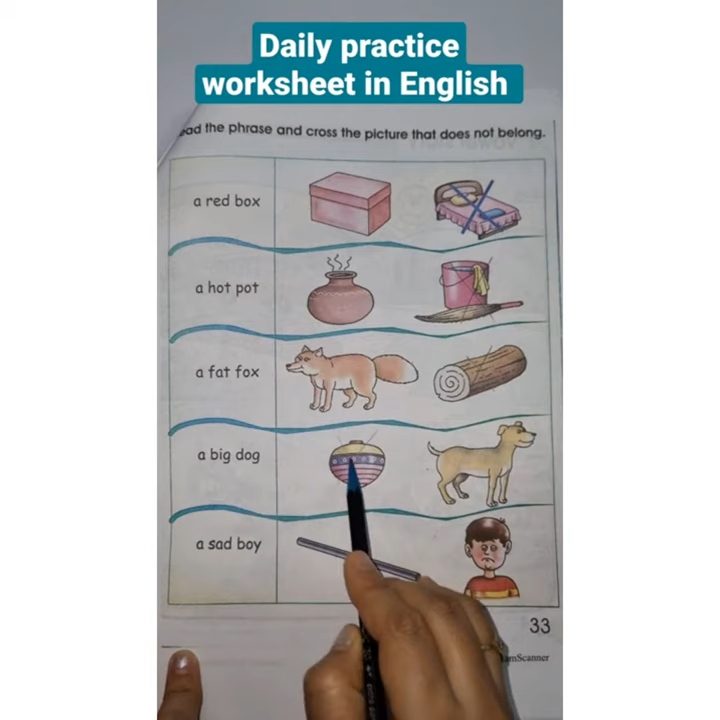 Daily practice
worksheet in English
the phrase and cross the picture that does not belong.
a red box
a hot pot
a fat fox
a big dog
a sad boy
33
amScanner